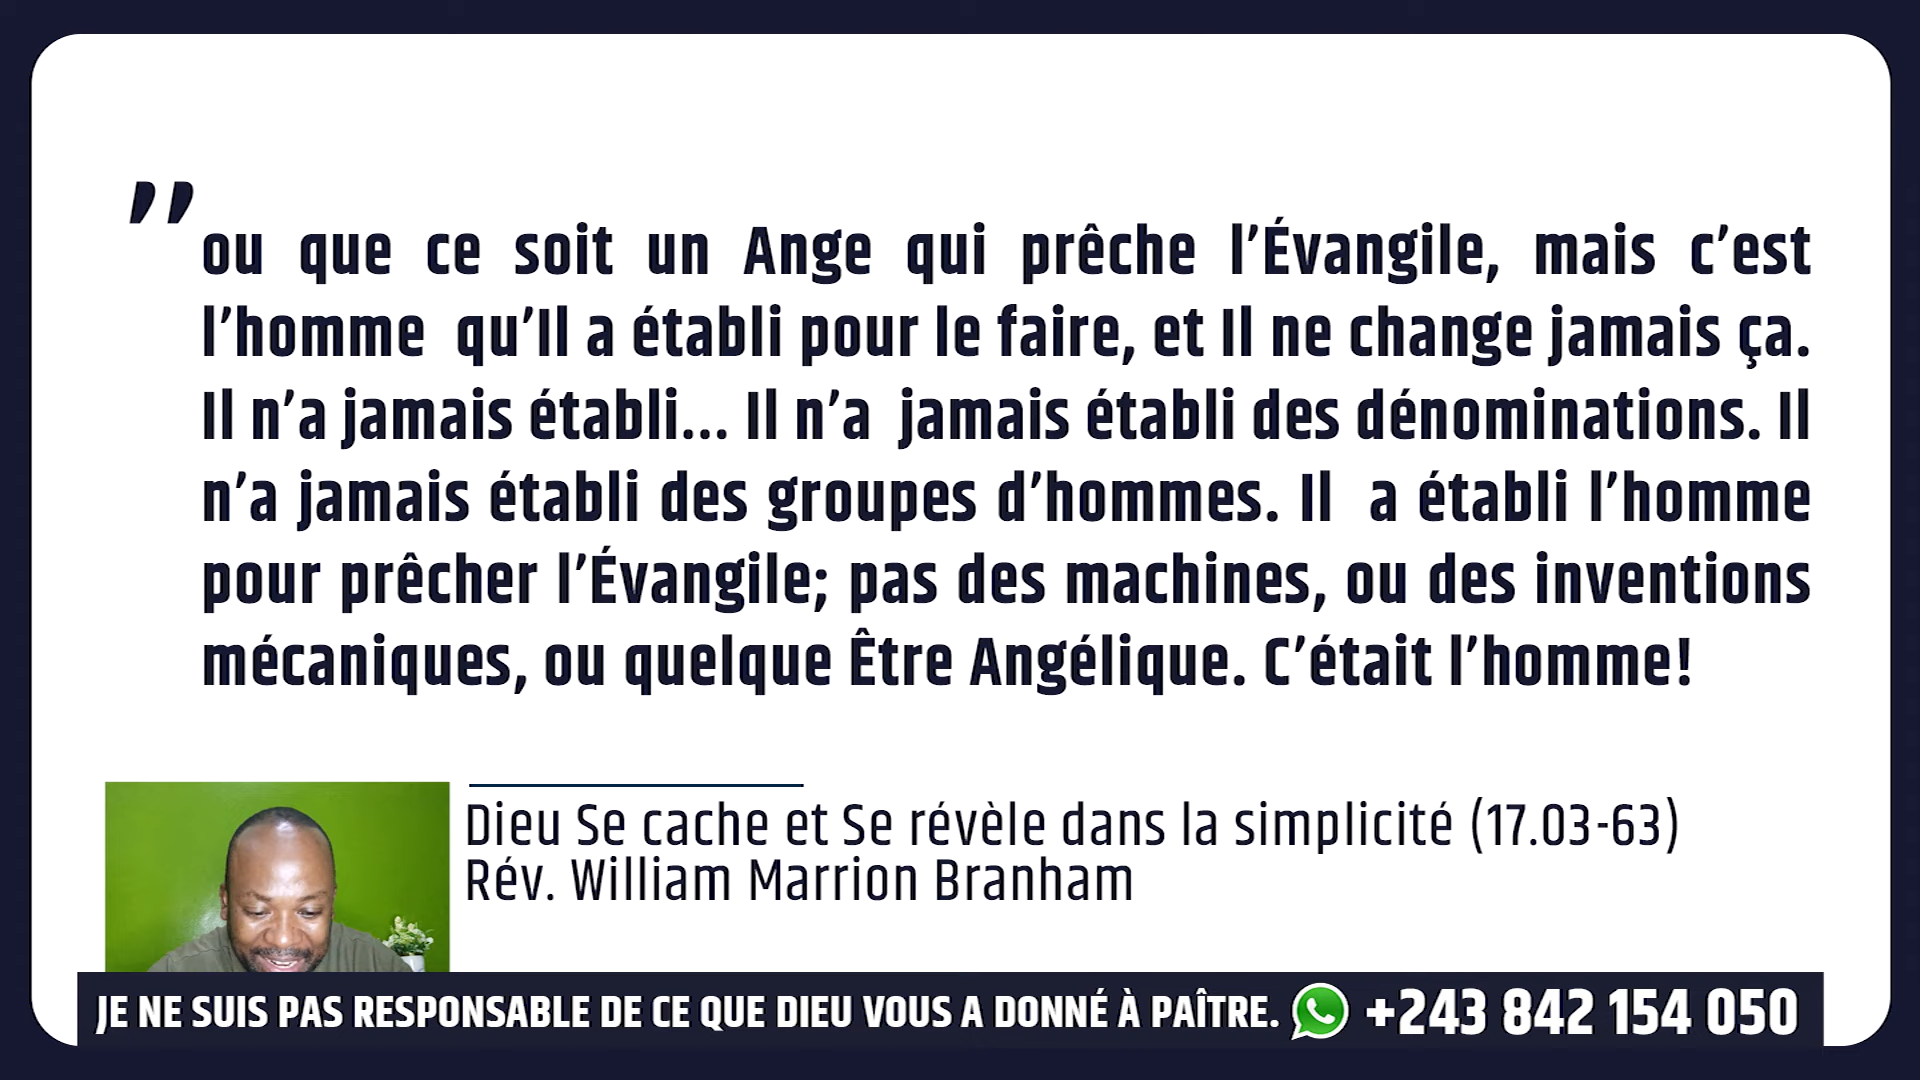 ” ou que ce soit un Ange qui prêche l’Évangile, mais c’est
l’homme qu’Il a établi pour le faire, et Il ne change jamais ça.
Il n’a jamais établi... Il n’a jamais établi des dénominations. Il
n’a jamais établi des groupes d’hommes. Il a établi l’homme
pour prêcher l’Évangile; pas des machines, ou des inventions
mécaniques, ou quelque Être Angélique. C’était l’homme!
Dieu Se cache et Se révèle dans la simplicité (17.03-63)
Rév. William Marrion Branham
JE NE SUIS PAS RESPONSABLE DE CE QUE DIEU VOUS A DONNÉ À PAÎTRE. +243 842 154 050